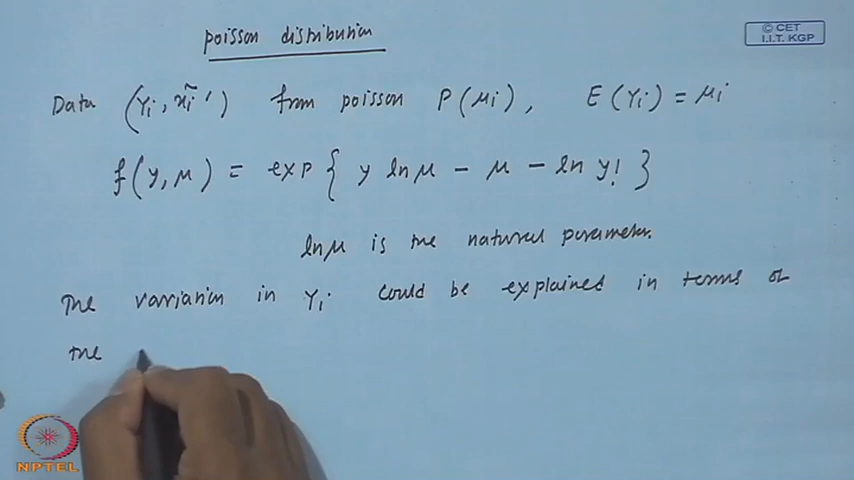 poisson distribution
© CET
I.I.T. KGP
Data (Yi, x̃i') from poisson P(μi), E(Yi) = μi
f(y, μ) = exp { y ln μ - μ - ln y! }
ln μ is the natural parameter.
The variation in Yi could be explained in terms of
the
NPTEL